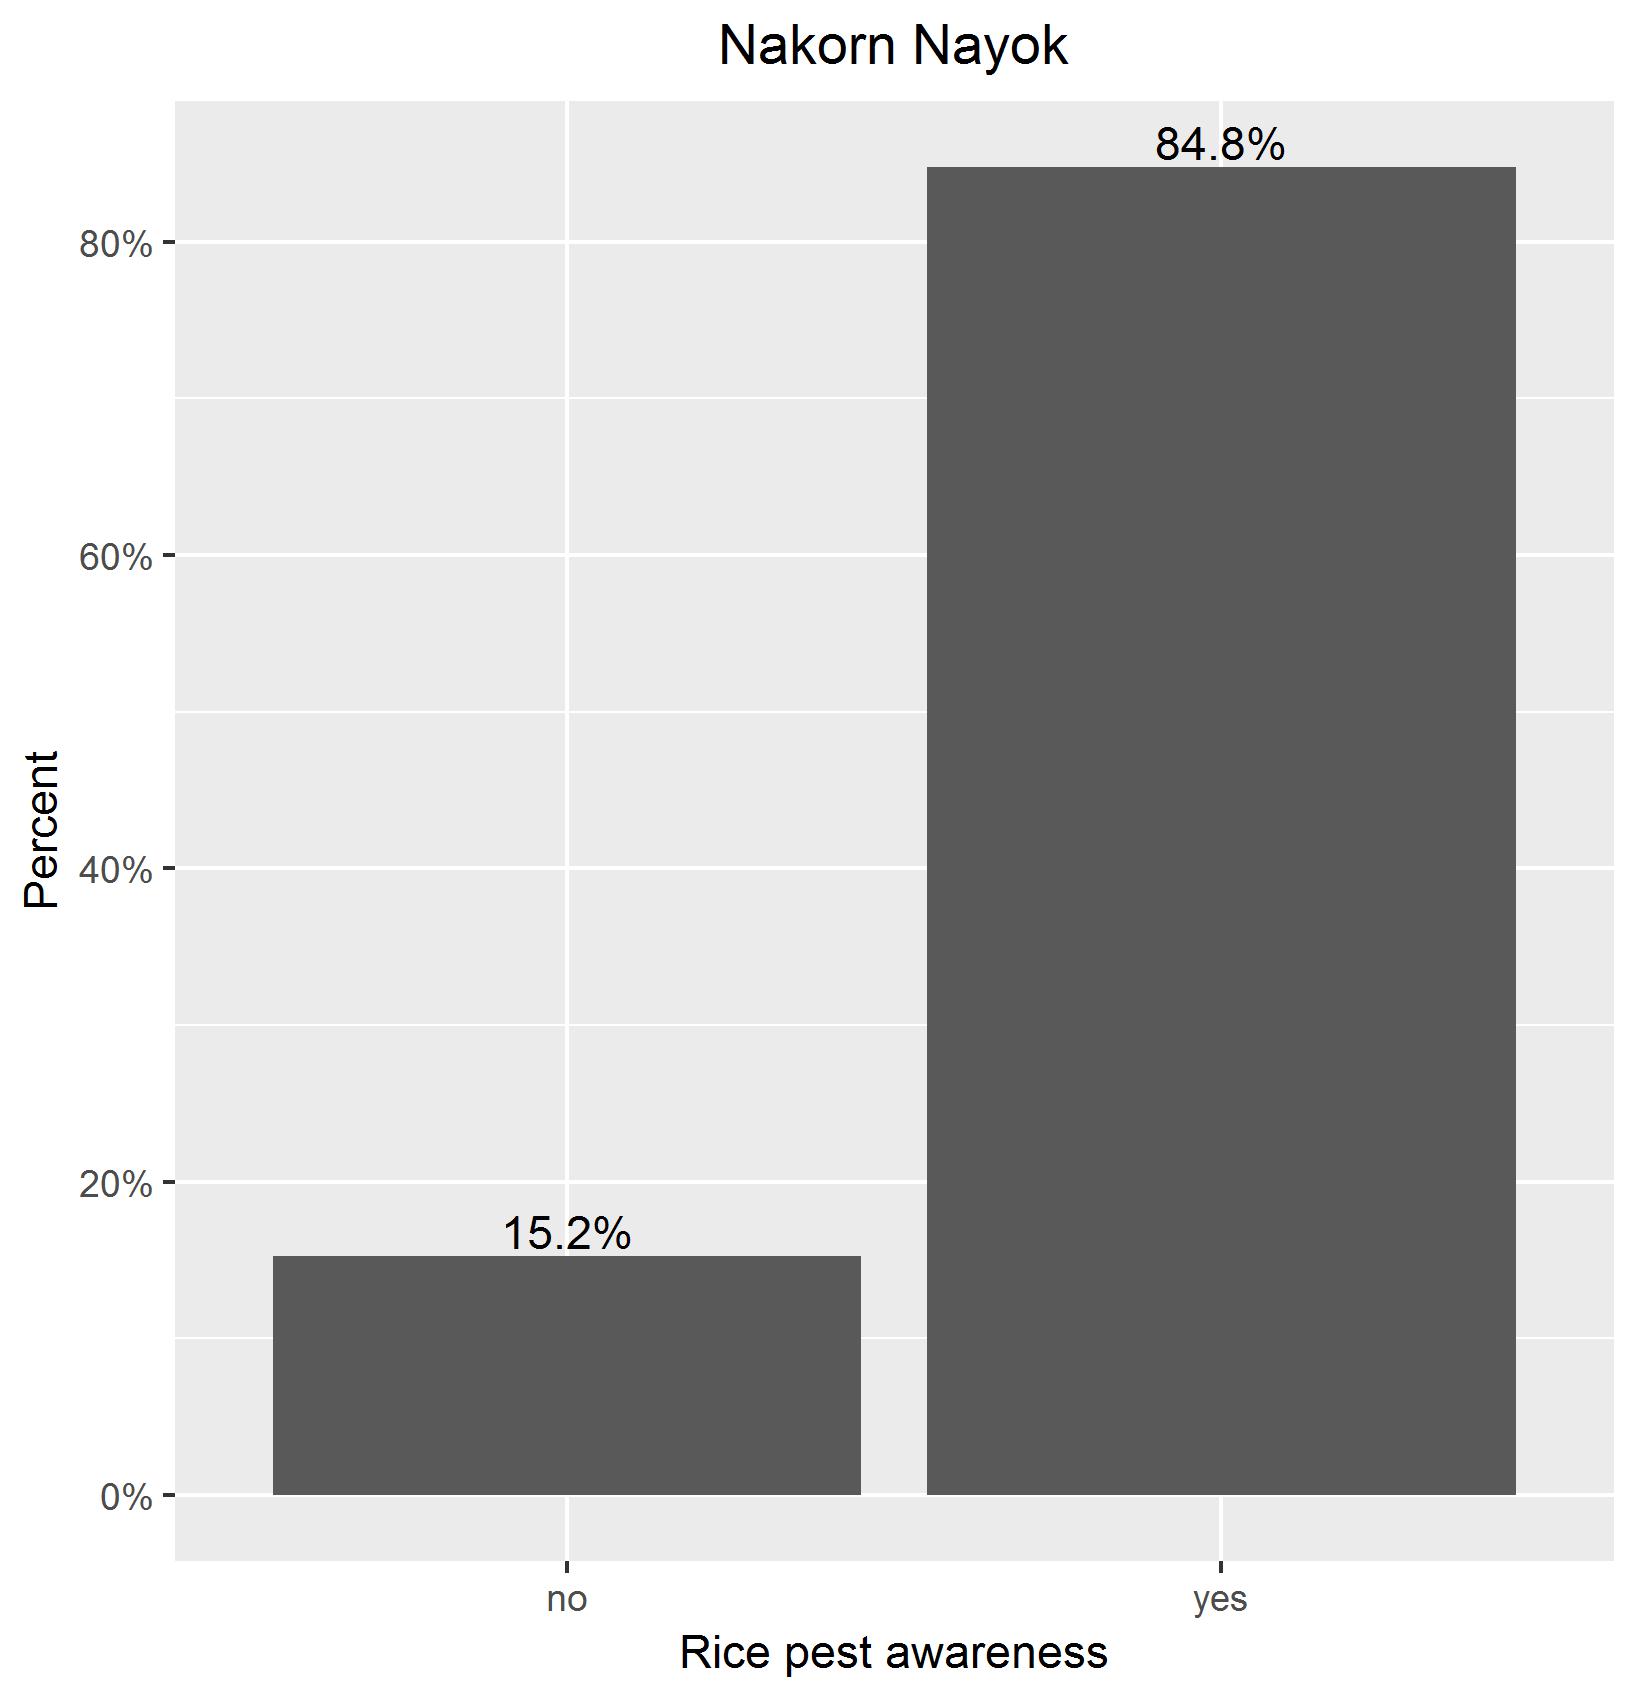 Nakorn Nayok
84.8%
80%
60%
Percent
40%
20%
15.2%
0%
no yes
Rice pest awareness